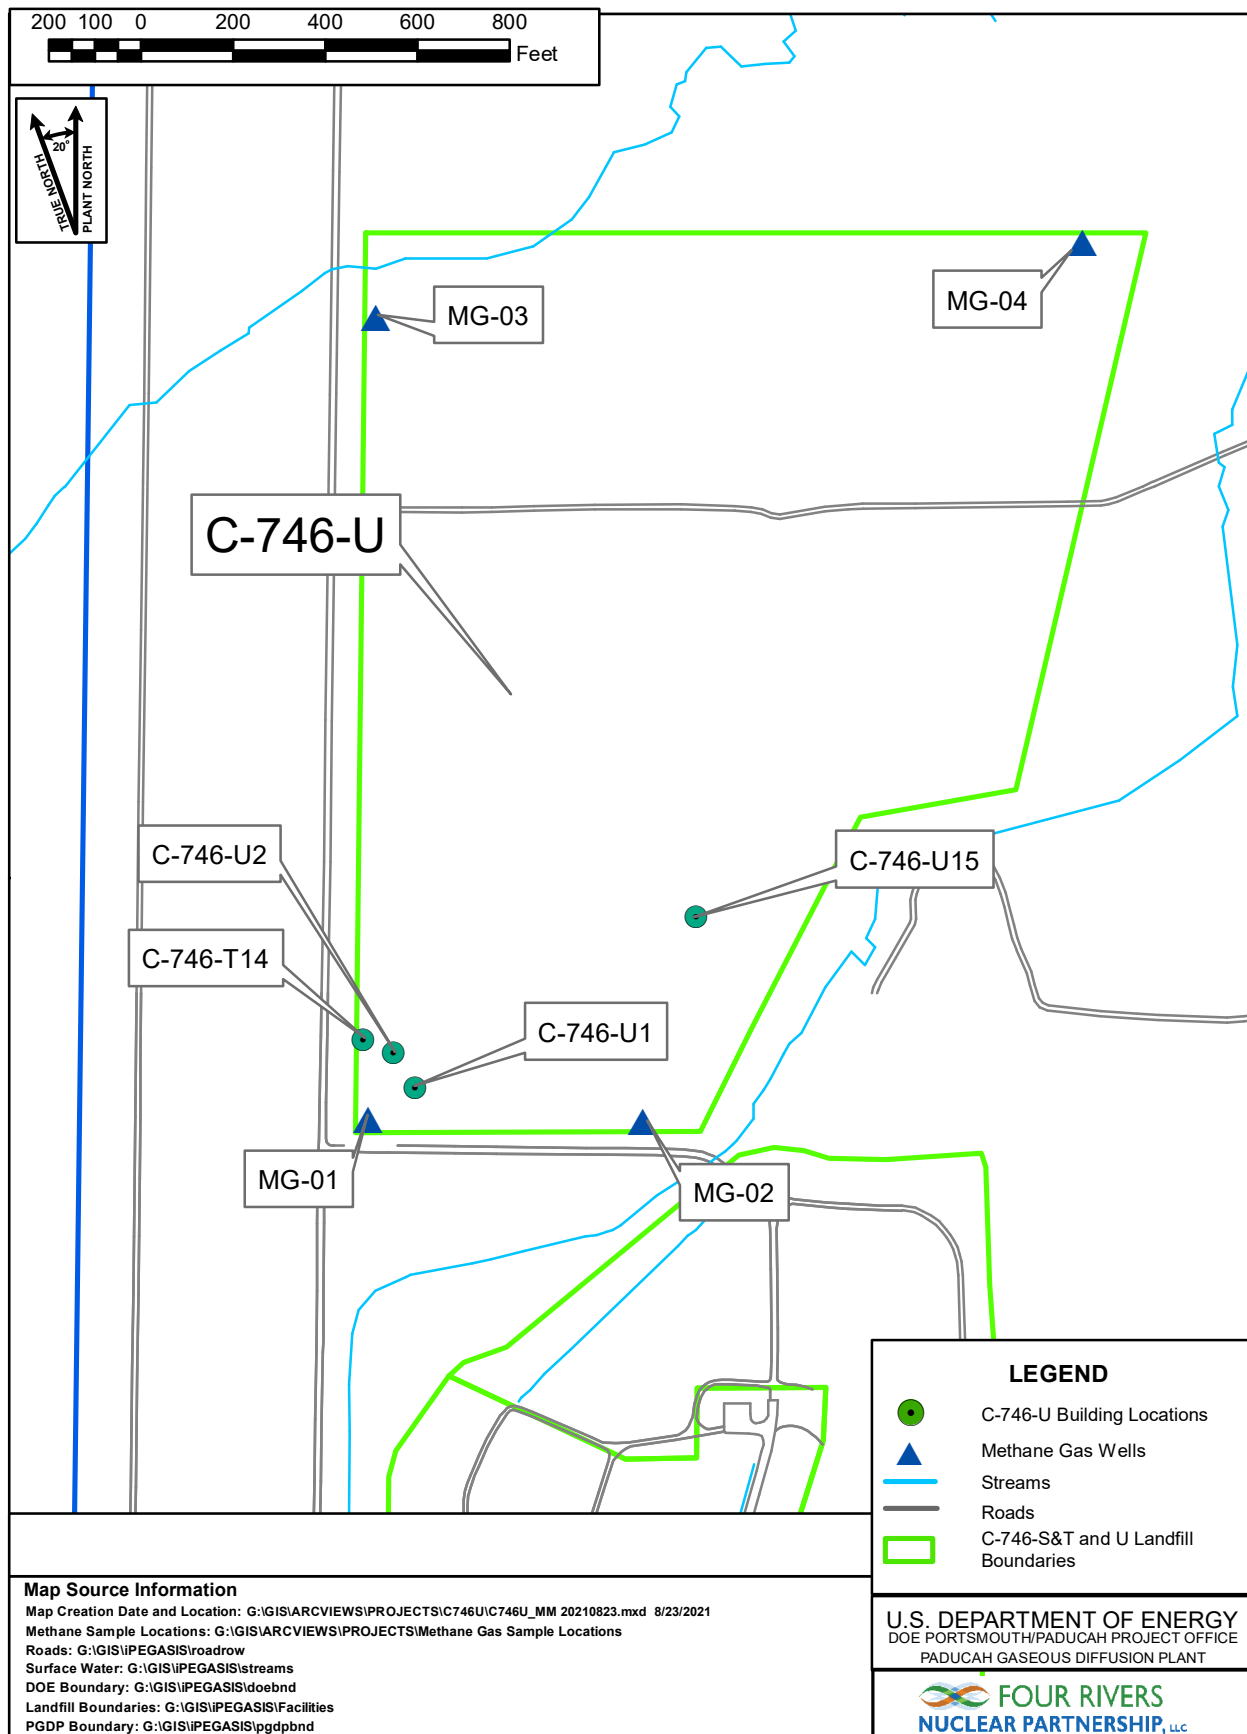 200 100 0 200 400 600 800
Feet
20°
TRUE NORTH
PLANT NORTH
MG-03
MG-04
C-746-U
C-746-U2
C-746-U15
C-746-T14
C-746-U1
MG-01
MG-02
LEGEND
C-746-U Building Locations
Methane Gas Wells
Streams
Roads
C-746-S&T and U Landfill
Boundaries
Map Source Information
Map Creation Date and Location: G:\GIS\ARCVIEWS\PROJECTS\C746U\C746U_MM 20210823.mxd 8/23/2021
Methane Sample Locations: G:\GIS\ARCVIEWS\PROJECTS\Methane Gas Sample Locations
Roads: G:\GIS\iPEGASIS\roadrow
Surface Water: G:\GIS\iPEGASIS\streams
DOE Boundary: G:\GIS\iPEGASIS\doebnd
Landfill Boundaries: G:\GIS\iPEGASIS\Facilities
PGDP Boundary: G:\GIS\iPEGASIS\pgdpbnd
U.S. DEPARTMENT OF ENERGY
DOE PORTSMOUTH/PADUCAH PROJECT OFFICE
PADUCAH GASEOUS DIFFUSION PLANT
FOUR RIVERS
NUCLEAR PARTNERSHIP, LLC